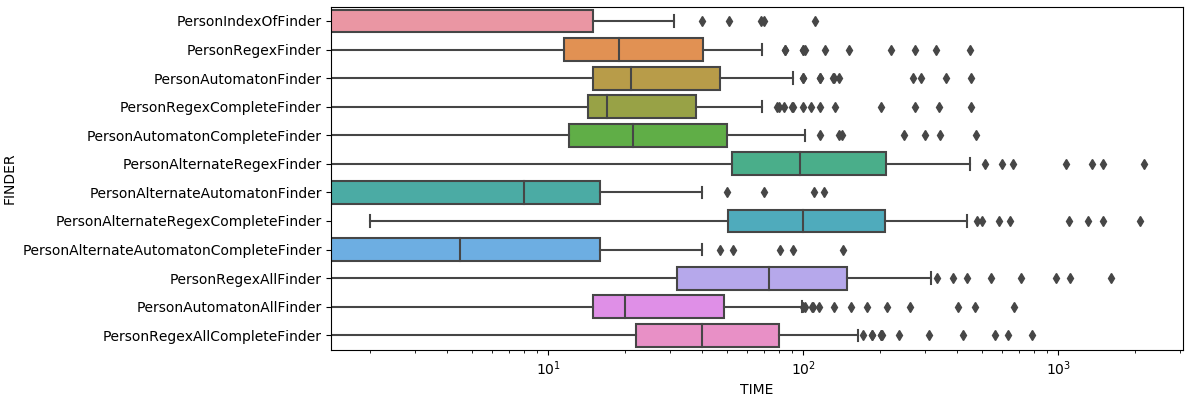 PersonIndexOfFinder
PersonRegexFinder
PersonAutomatonFinder
PersonRegexCompleteFinder
PersonAutomatonCompleteFinder
PersonAlternateRegexFinder
PersonAlternateAutomatonFinder
PersonAlternateRegexCompleteFinder
PersonAlternateAutomatonCompleteFinder
PersonRegexAllFinder
PersonAutomatonAllFinder
PersonRegexAllCompleteFinder
FINDER
10¹ 10² 10³
TIME